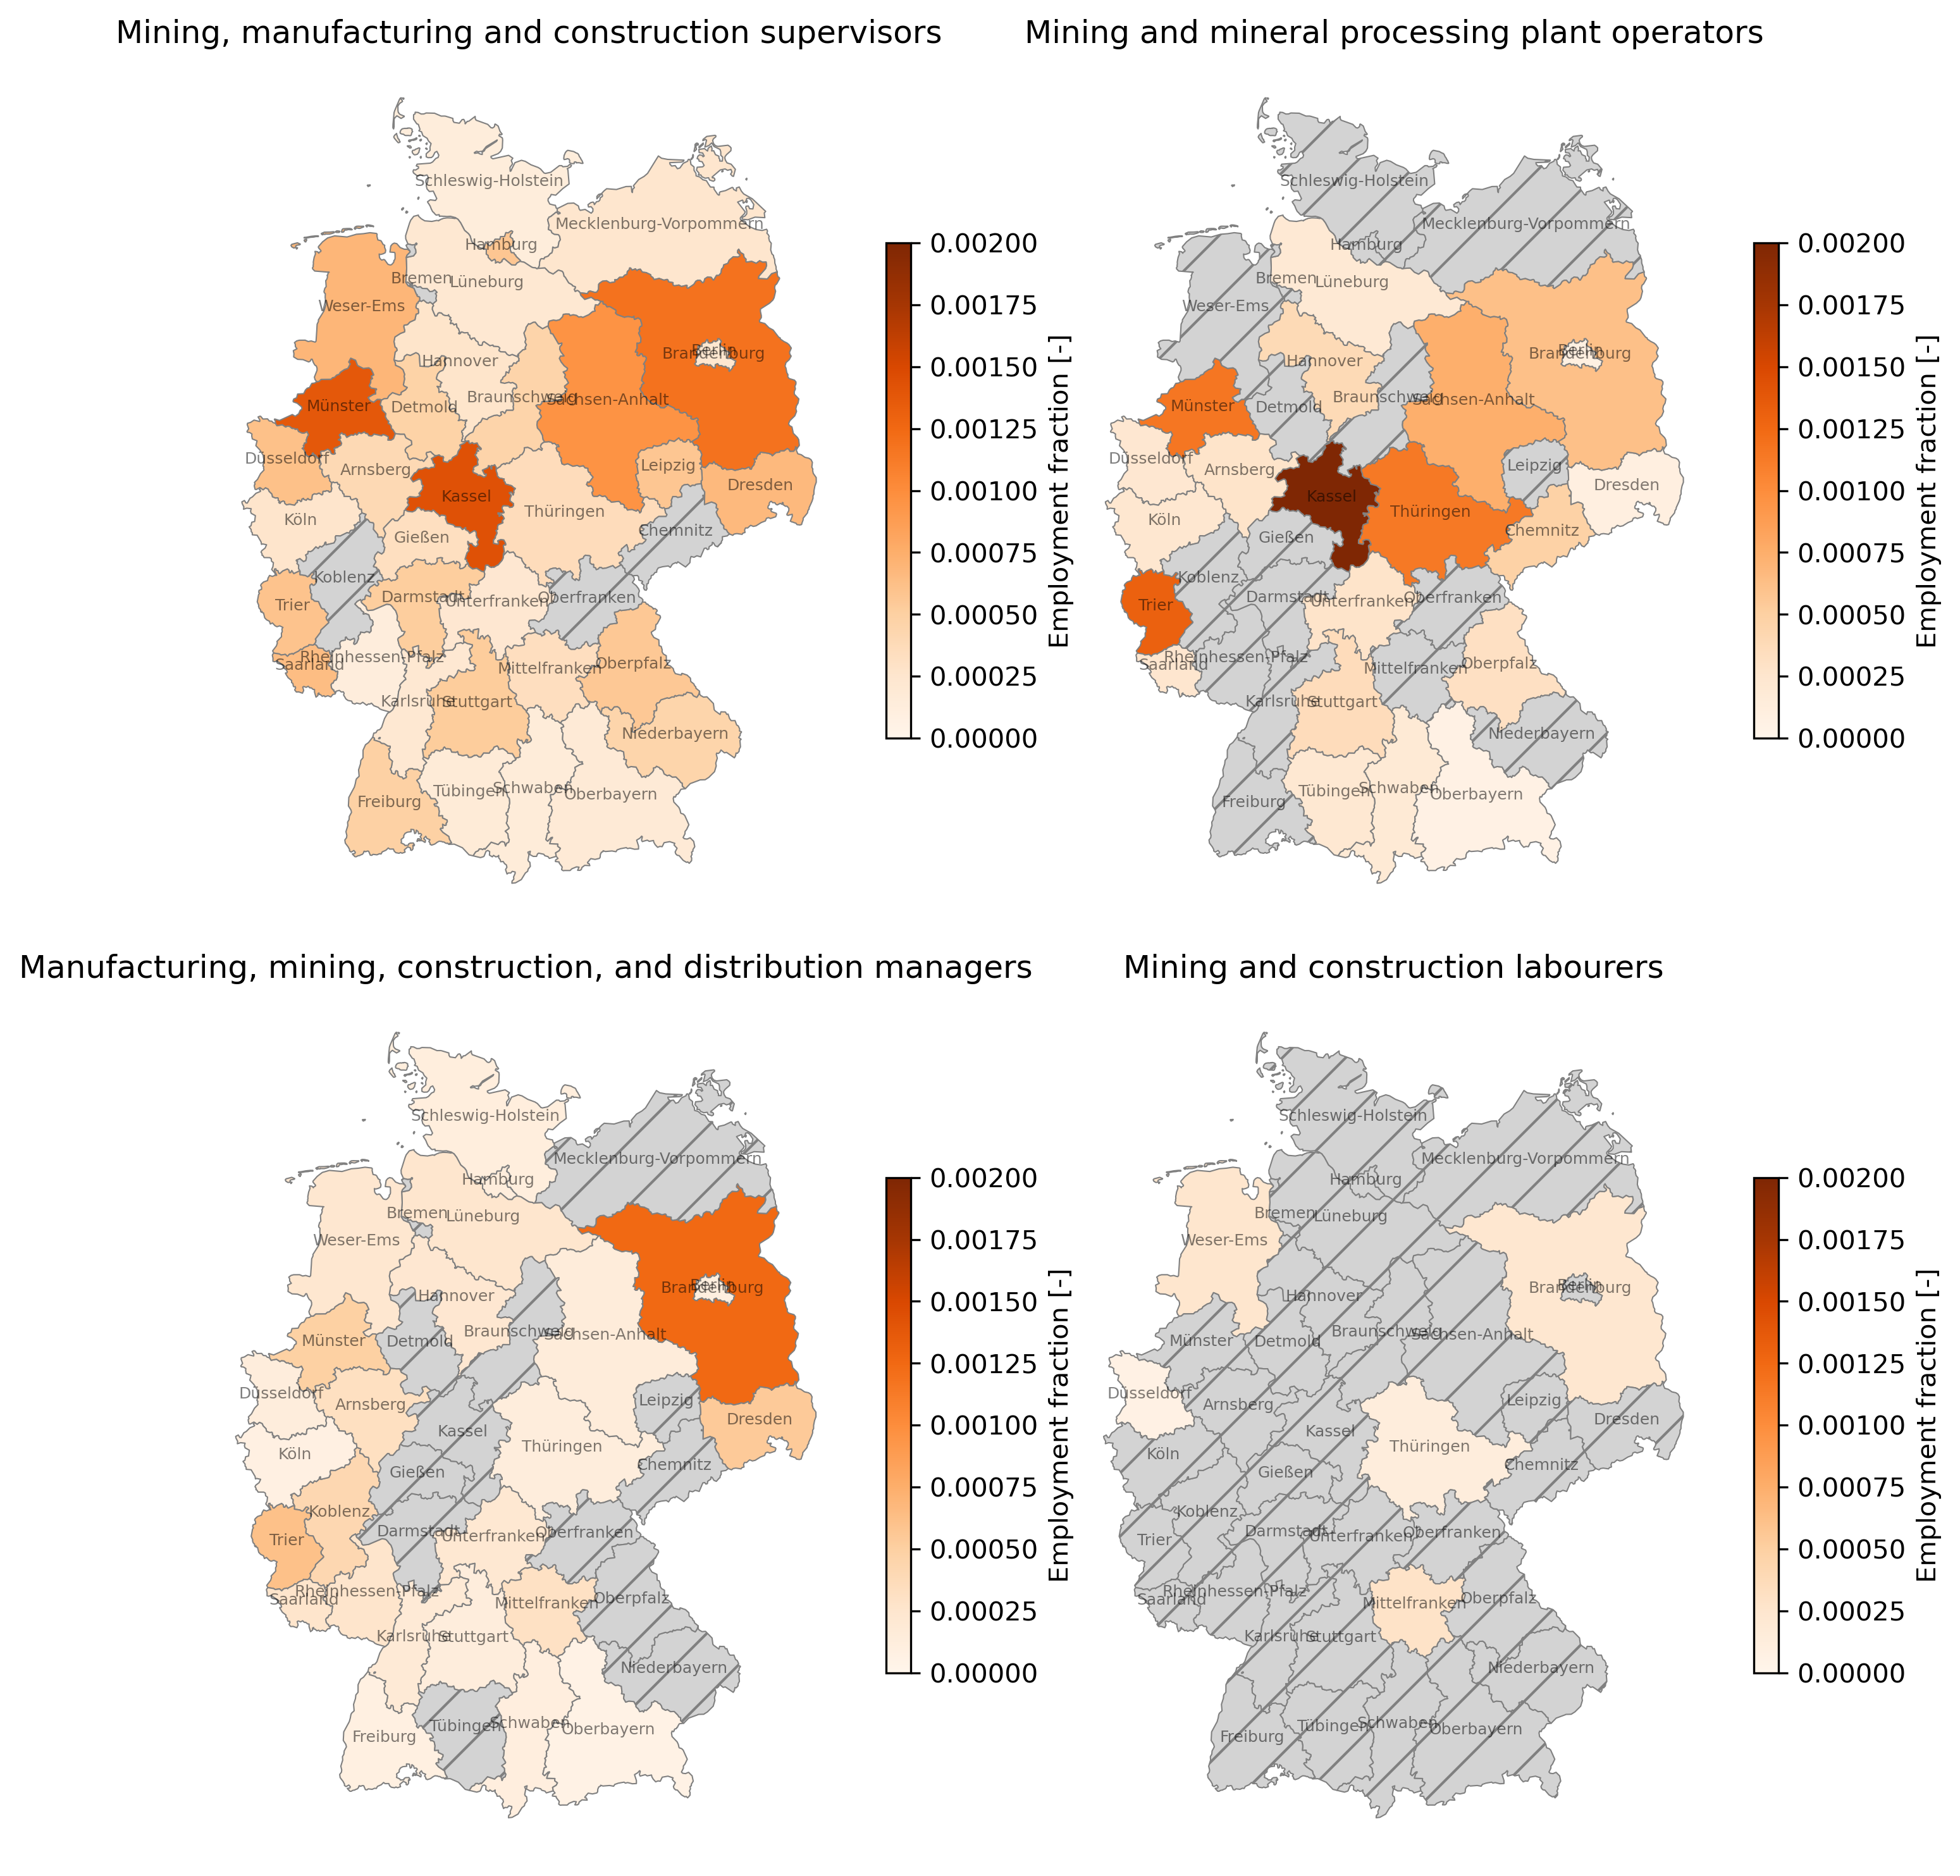 Mining, manufacturing and construction supervisors
Schleswig-Holstein
Mecklenburg-Vorpommern
Hamburg
Bremen
Lüneburg
Weser-Ems
Berlin
Brandenburg
Hannover
Braunschweig
Sachsen-Anhalt
Münster
Detmold
Düsseldorf
Arnsberg
Leipzig
Dresden
Kassel
Köln
Thüringen
Gießen
Chemnitz
Koblenz
Trier
Darmstadt
Unterfranken
Oberfranken
Saarland
Rheinhessen-Pfalz
Mittelfranken
Oberpfalz
Karlsruhe
Stuttgart
Niederbayern
Freiburg
Tübingen
Schwaben
Oberbayern
0.00200
0.00175
0.00150
0.00125
0.00100
0.00075
0.00050
0.00025
0.00000
Employment fraction [-]
Mining and mineral processing plant operators
Schleswig-Holstein
Mecklenburg-Vorpommern
Hamburg
Bremen
Lüneburg
Weser-Ems
Berlin
Brandenburg
Hannover
Braunschweig
Sachsen-Anhalt
Münster
Detmold
Düsseldorf
Arnsberg
Leipzig
Dresden
Kassel
Köln
Thüringen
Gießen
Chemnitz
Koblenz
Trier
Darmstadt
Unterfranken
Oberfranken
Saarland
Rheinhessen-Pfalz
Mittelfranken
Oberpfalz
Karlsruhe
Stuttgart
Niederbayern
Freiburg
Tübingen
Schwaben
Oberbayern
0.00200
0.00175
0.00150
0.00125
0.00100
0.00075
0.00050
0.00025
0.00000
Employment fraction [-]
Manufacturing, mining, construction, and distribution managers
Schleswig-Holstein
Mecklenburg-Vorpommern
Hamburg
Bremen
Lüneburg
Weser-Ems
Berlin
Brandenburg
Hannover
Braunschweig
Sachsen-Anhalt
Münster
Detmold
Düsseldorf
Arnsberg
Leipzig
Dresden
Kassel
Köln
Thüringen
Gießen
Chemnitz
Koblenz
Trier
Darmstadt
Unterfranken
Oberfranken
Saarland
Rheinhessen-Pfalz
Mittelfranken
Oberpfalz
Karlsruhe
Stuttgart
Niederbayern
Freiburg
Tübingen
Schwaben
Oberbayern
0.00200
0.00175
0.00150
0.00125
0.00100
0.00075
0.00050
0.00025
0.00000
Employment fraction [-]
Mining and construction labourers
Schleswig-Holstein
Mecklenburg-Vorpommern
Hamburg
Bremen
Lüneburg
Weser-Ems
Berlin
Brandenburg
Hannover
Braunschweig
Sachsen-Anhalt
Münster
Detmold
Düsseldorf
Arnsberg
Leipzig
Dresden
Kassel
Köln
Thüringen
Gießen
Chemnitz
Koblenz
Trier
Darmstadt
Unterfranken
Oberfranken
Saarland
Rheinhessen-Pfalz
Mittelfranken
Oberpfalz
Karlsruhe
Stuttgart
Niederbayern
Freiburg
Tübingen
Schwaben
Oberbayern
0.00200
0.00175
0.00150
0.00125
0.00100
0.00075
0.00050
0.00025
0.00000
Employment fraction [-]